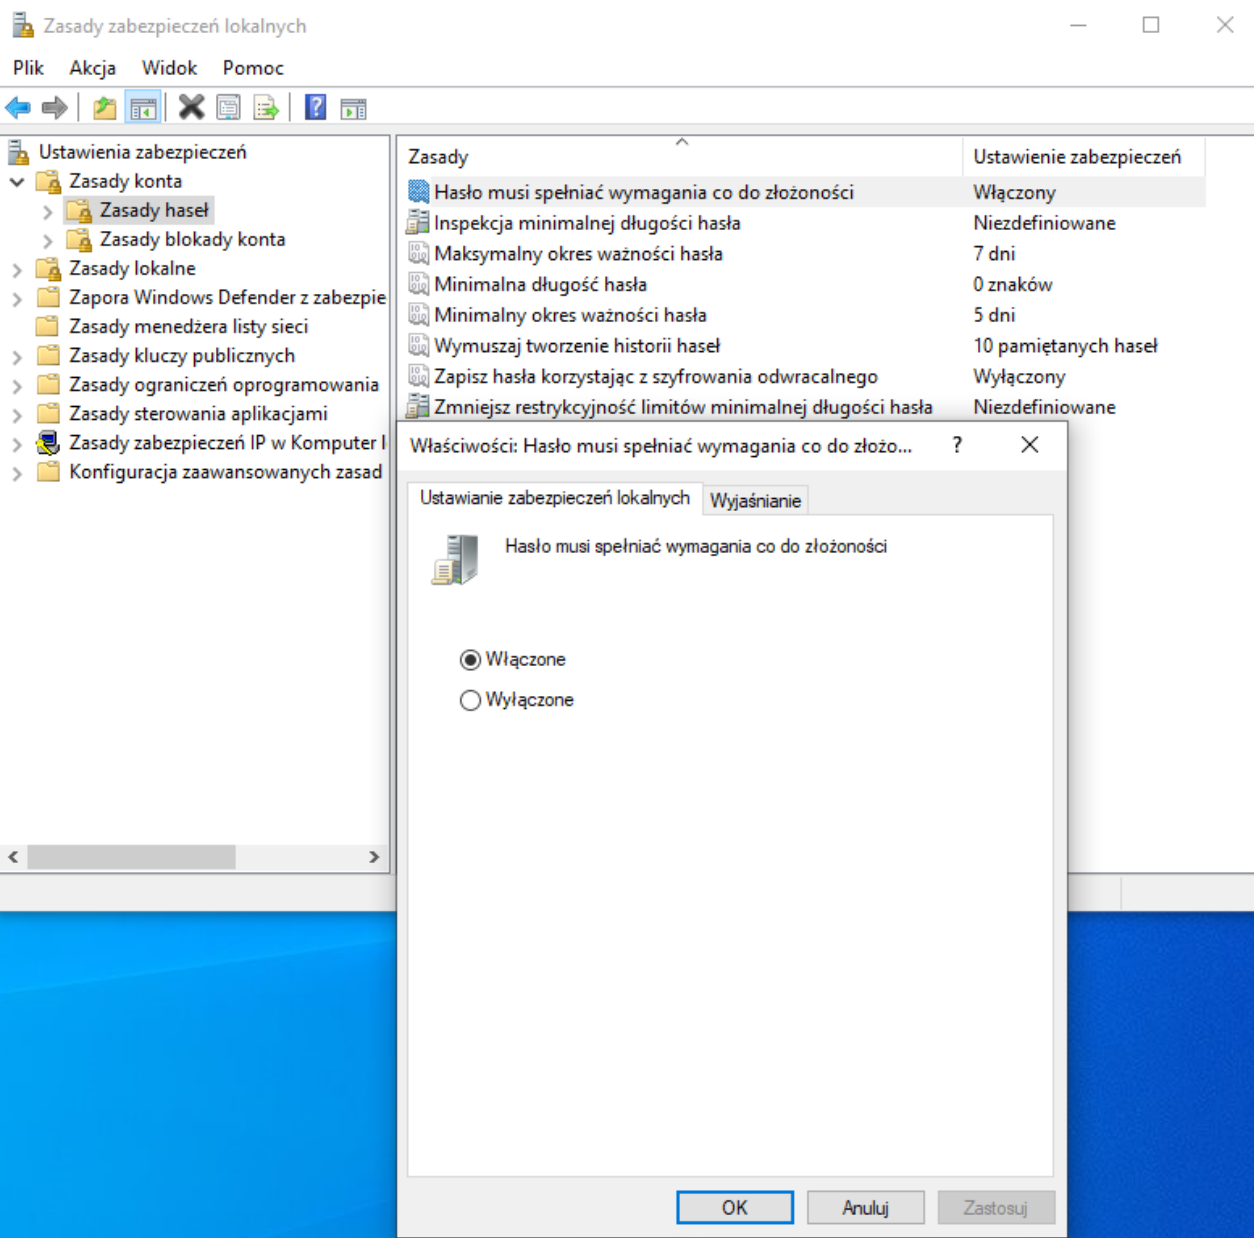 Zasady zabezpieczeń lokalnych
Plik Akcja Widok Pomoc
Ustawienia zabezpieczeń
Zasady konta
Zasady haseł
Zasady blokady konta
Zasady lokalne
Zapora Windows Defender z zabezpie
Zasady menedżera listy sieci
Zasady kluczy publicznych
Zasady ograniczeń oprogramowania
Zasady sterowania aplikacjami
Zasady zabezpieczeń IP w Komputer l
Konfiguracja zaawansowanych zasad
Zasady Ustawienie zabezpieczeń
Hasło musi spełniać wymagania co do złożoności Włączony
Inspekcja minimalnej długości hasła Niezdefiniowane
Maksymalny okres ważności hasła 7 dni
Minimalna długość hasła 0 znaków
Minimalny okres ważności hasła 5 dni
Wymuszaj tworzenie historii haseł 10 pamiętanych haseł
Zapisz hasła korzystając z szyfrowania odwracalnego Wyłączony
Zmniejsz restrykcyjność limitów minimalnej długości hasła Niezdefiniowane
Właściwości: Hasło musi spełniać wymagania co do złożo... ?
Ustawianie zabezpieczeń lokalnych Wyjaśnianie
Hasło musi spełniać wymagania co do złożoności
Włączone
Wyłączone
OK Anuluj Zastosuj